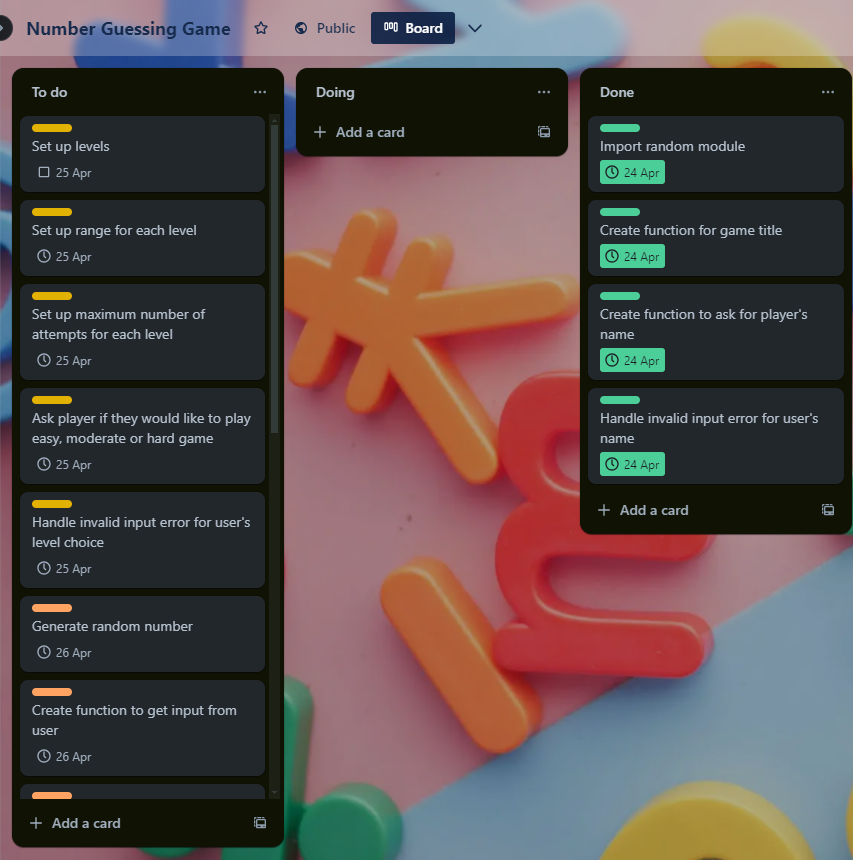 Number Guessing Game
Public
Board
To do
Set up levels
25 Apr
Set up range for each level
25 Apr
Set up maximum number of
attempts for each level
25 Apr
Ask player if they would like to play
easy, moderate or hard game
25 Apr
Handle invalid input error for user's
level choice
25 Apr
Generate random number
26 Apr
Create function to get input from
user
26 Apr
Add a card
Doing
Add a card
Done
Import random module
24 Apr
Create function for game title
24 Apr
Create function to ask for player's
name
24 Apr
Handle invalid input error for user's
name
24 Apr
Add a card